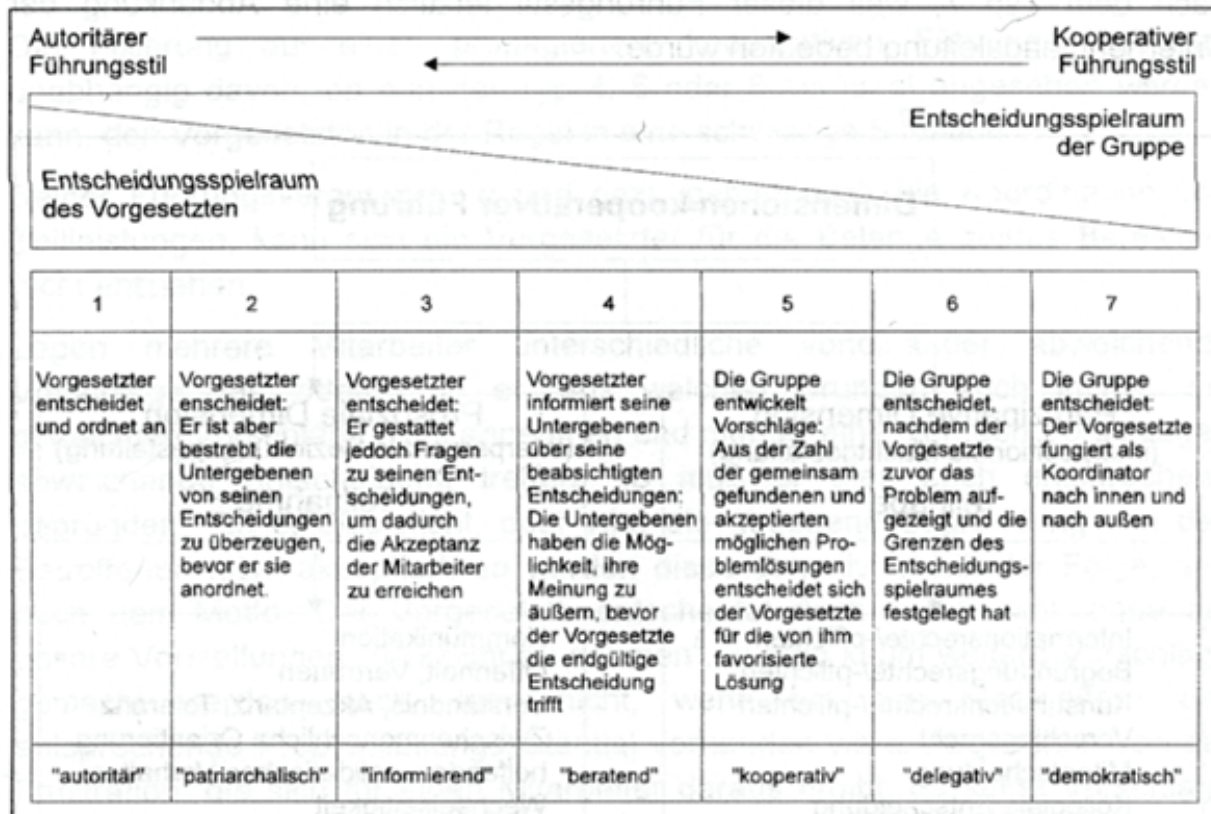 Autoritärer
Führungsstil
Kooperativer
Führungsstil
Entscheidungsspielraum
der Gruppe
Entscheidungsspielraum
des Vorgesetzten
1
2
3
4
5
6
7
Vorgesetzter
entscheidet
und ordnet an
Vorgesetzter
enscheidet:
Er ist aber
bestrebt, die
Untergebenen
von seinen
Entscheidungen
zu überzeugen,
bevor er sie
anordnet.
Vorgesetzter
entscheidet:
Er gestattet
jedoch Fragen
zu seinen Ent-
scheidungen,
um dadurch
die Akzeptanz
der Mitarbeiter
zu erreichen
Vorgesetzter
informiert seine
Untergebenen
über seine
beabsichtigten
Entscheidungen:
Die Untergebenen
haben die Mög-
lichkeit, ihre
Meinung zu
äußern, bevor
der Vorgesetzte
die endgültige
Entscheidung
trifft
Die Gruppe
entwickelt
Vorschläge:
Aus der Zahl
der gemeinsam
gefundenen und
akzeptierten
möglichen Pro-
blemlösungen
entscheidet sich
der Vorgesetzte
für die von ihm
favorisierte
Lösung
Die Gruppe
entscheidet,
nachdem der
Vorgesetzte
zuvor das
Problem auf-
gezeigt und die
Grenzen des
Entscheidungs-
spielraumes
festgelegt hat
Die Gruppe
entscheidet:
Der Vorgesetzte
fungiert als
Koordinator
nach innen und
nach außen
"autoritär"
"patriarchalisch"
"informierend"
"beratend"
"kooperativ"
"delegativ"
"demokratisch"